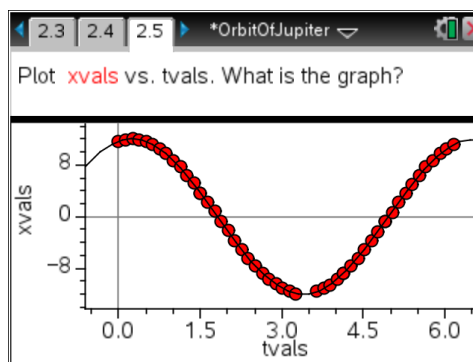 2.3 2.4 2.5 *OrbitOfJupiter
Plot xvals vs. tvals. What is the graph?
xvals
8
0
-8
0.0 1.5 3.0 4.5 6.0
tvals